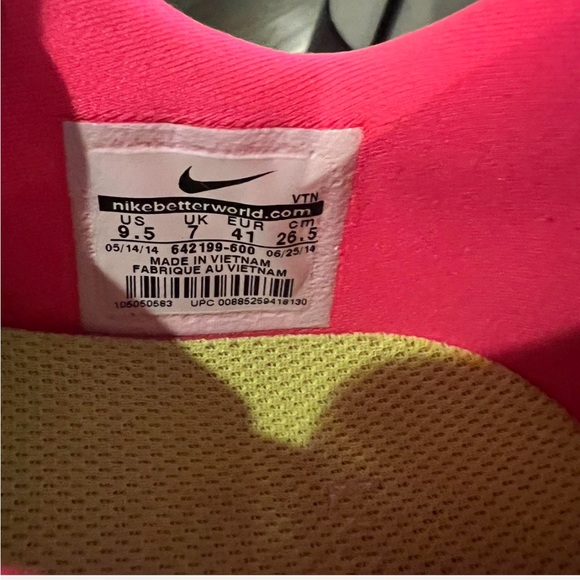 VTN
nikebetterworld.com
US UK EUR cm
9.5 7 41 26.5
05/14/14 642199-600 06/25/14
MADE IN VIETNAM
FABRIQUE AU VIETNAM
105050583 UPC 00885259418130